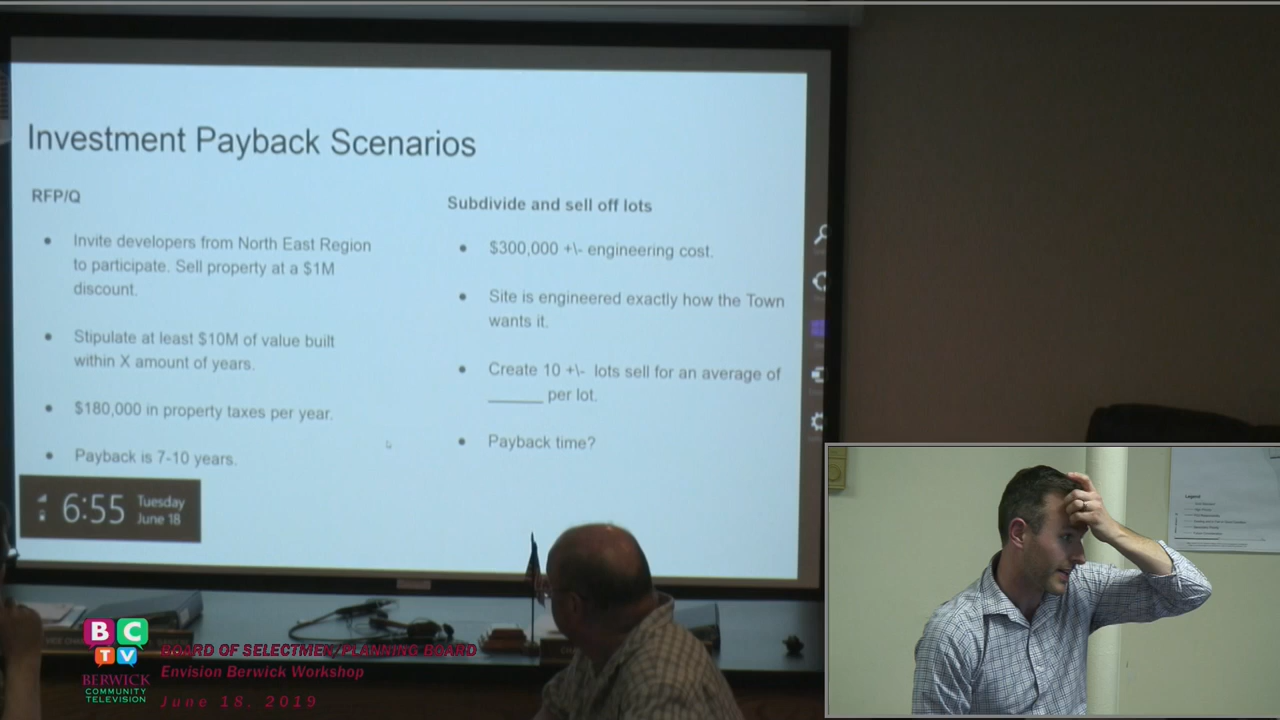 Investment Payback Scenarios
RFP/Q
• Invite developers from North East Region
to participate. Sell property at a $1M
discount.
• Stipulate at least $10M of value built
within X amount of years.
• $180,000 in property taxes per year.
• Payback is 7-10 years.
Subdivide and sell off lots
• $300,000 +\- engineering cost.
• Site is engineered exactly how the Town
wants it.
• Create 10 +\- lots sell for an average of
______ per lot.
• Payback time?
6:55 Tuesday
June 18
Legend
BC
TV
BERWICK
COMMUNITY
TELEVISION
BOARD OF SELECTMEN/PLANNING BOARD
Envision Berwick Workshop
June 18, 2019